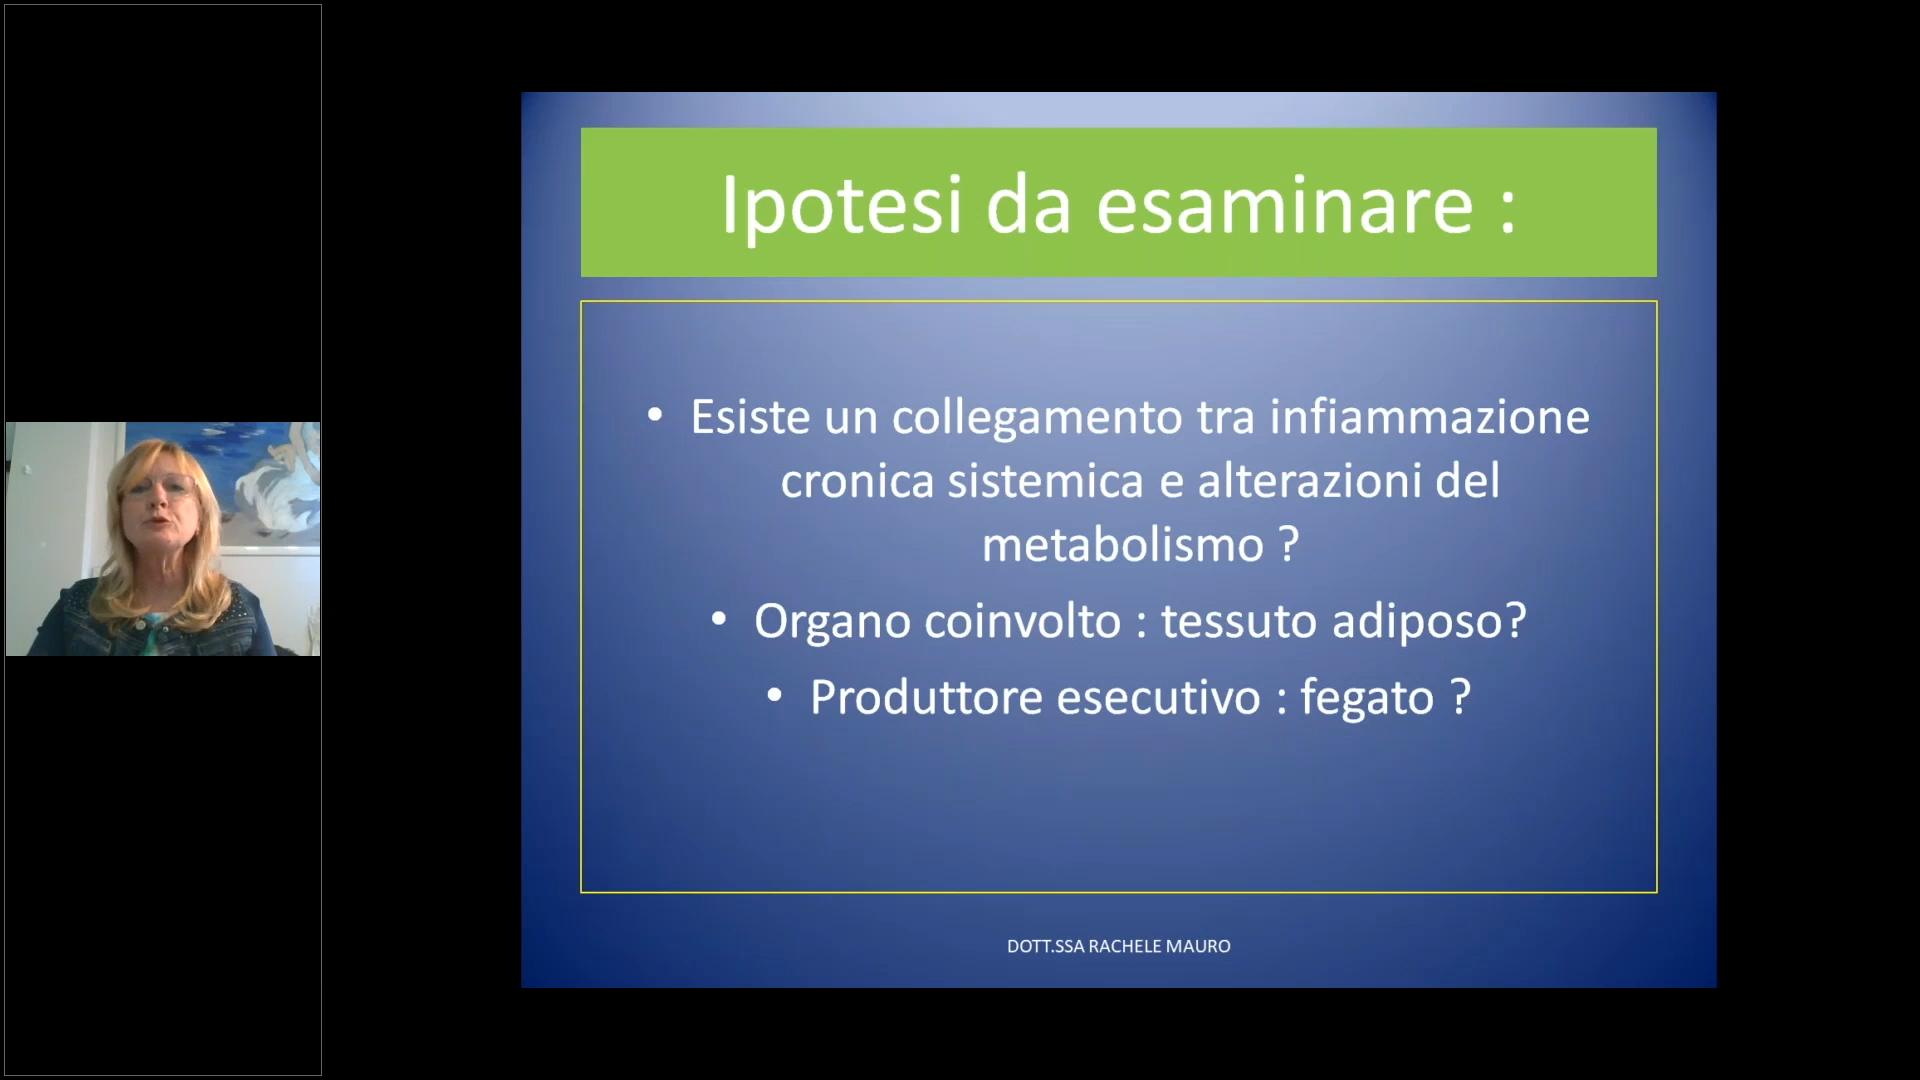 Ipotesi da esaminare :
• Esiste un collegamento tra infiammazione
cronica sistemica e alterazioni del
metabolismo ?
• Organo coinvolto : tessuto adiposo?
• Produttore esecutivo : fegato ?
DOTT.SSA RACHELE MAURO